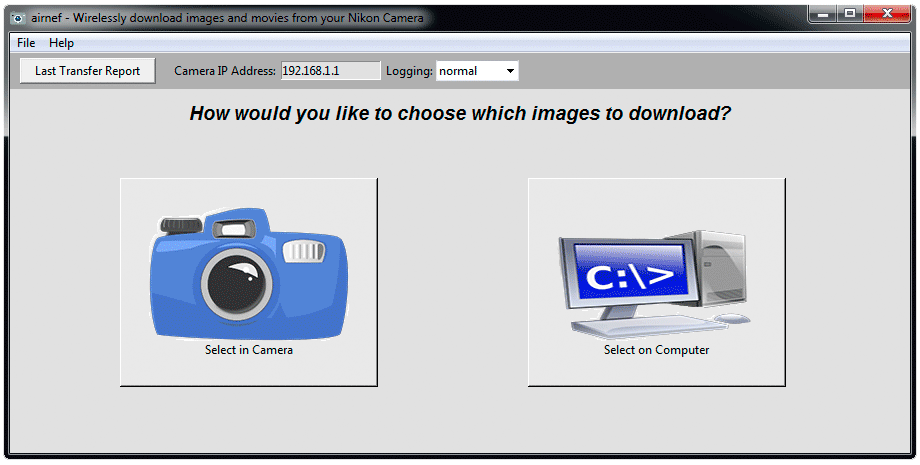 airnef - Wirelessly download images and movies from your Nikon Camera
File Help
Last Transfer Report Camera IP Address: 192.168.1.1 Logging: normal
How would you like to choose which images to download?
C:\>
Select in Camera Select on Computer